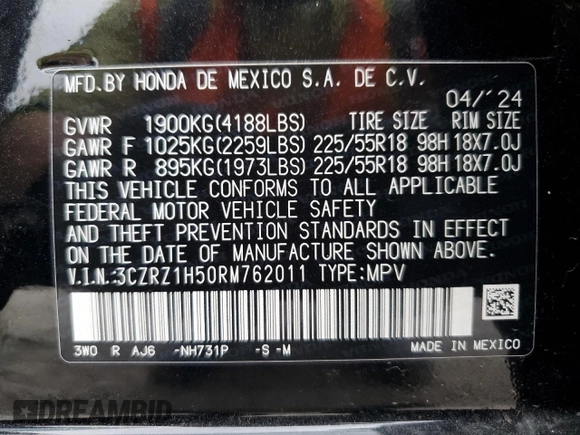 MFD.BY HONDA DE MEXICO S.A. DE C.V.
04/'24
GVWR 1900KG(4188LBS) TIRE SIZE RIM SIZE
GAWR F 1025KG(2259LBS) 225/55R18 98H 18X7.0J
GAWR R 895KG(1973LBS) 225/55R18 98H 18X7.0J
THIS VEHICLE CONFORMS TO ALL APPLICABLE
FEDERAL MOTOR VEHICLE SAFETY
AND THEFT PREVENTION STANDARDS IN EFFECT
ON THE DATE OF MANUFACTURE SHOWN ABOVE.
V.I.N.:3CZRZ1H50RM762011 TYPE:MPV
3W0 R AJ6 -NH731P -S -M
MADE IN MEXICO
DREAMBID